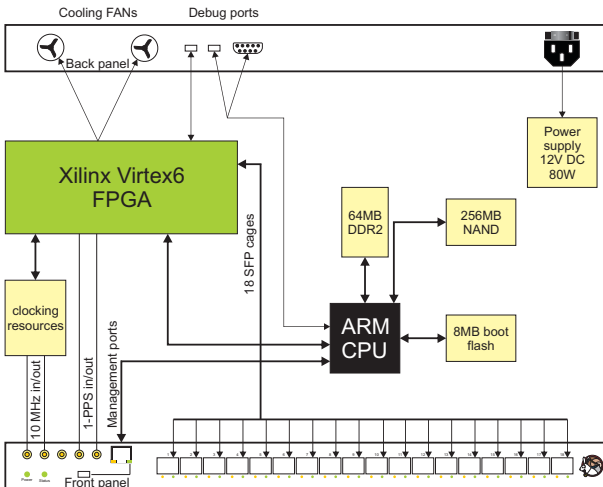 Cooling FANs
Debug ports
Back panel
Power
supply
12V DC
80W
Xilinx Virtex6
FPGA
64MB
DDR2
256MB
NAND
18 SFP cages
clocking
resources
ARM
CPU
8MB boot
flash
10 MHz in/out
1-PPS in/out
Management ports
Power
Status
Front panel